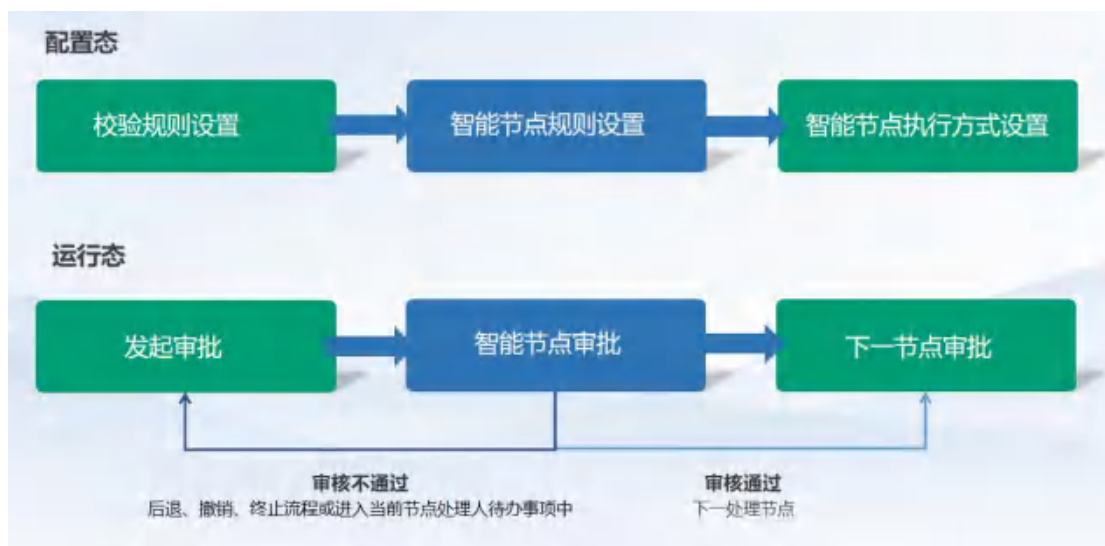 配置态
校验规则设置
智能节点规则设置
智能节点执行方式设置
运行态
发起审批
智能节点审批
下一节点审批
审核不通过
后退、撤销、终止流程或进入当前节点处理人待办事项中
审核通过
下一处理节点